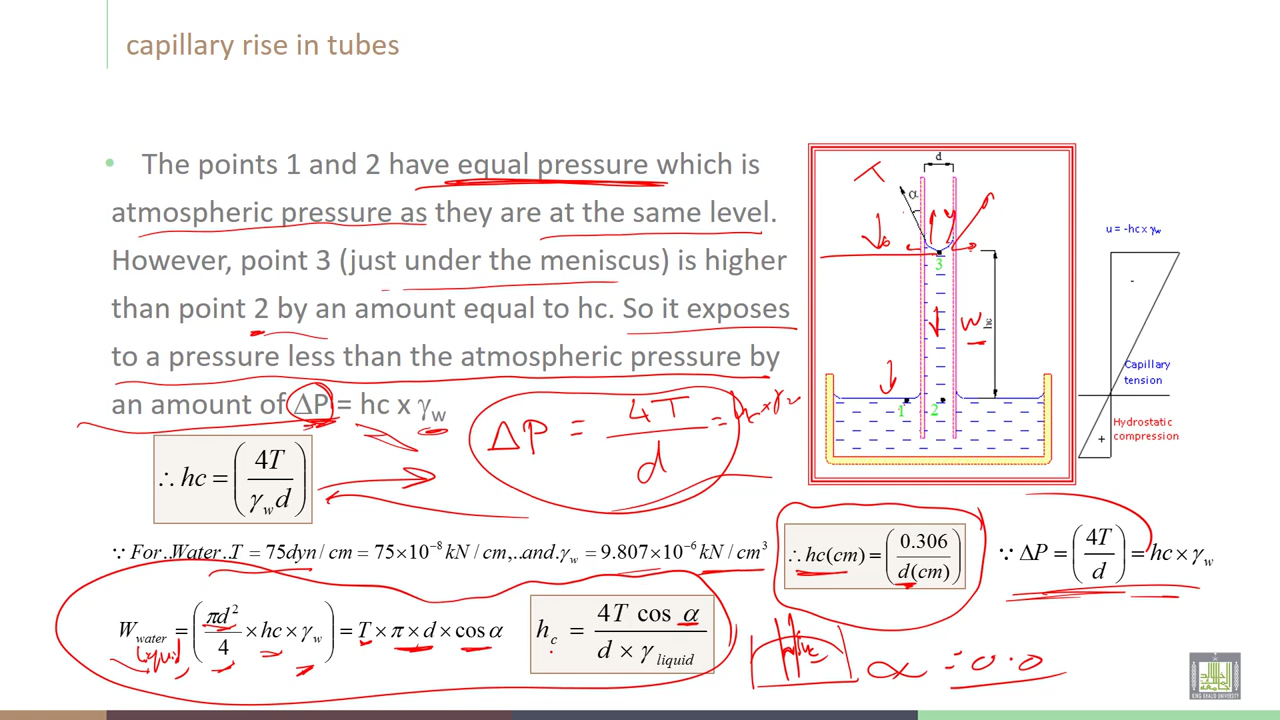 capillary rise in tubes
• The points 1 and 2 have equal pressure which is
atmospheric pressure as they are at the same level.
However, point 3 (just under the meniscus) is higher
than point 2 by an amount equal to hc. So it exposes
to a pressure less than the atmospheric pressure by
an amount of ΔP = hc x γw
ΔP = 4T / d =
∴ hc = (4T / γw d)
∵ For..Water..T = 75dyn / cm = 75×10⁻⁸ kN / cm,..and.γw = 9.807×10⁻⁶ kN / cm³
∴ hc(cm) = (0.306 / d(cm))
∵ ΔP = (4T / d) = hc × γw
Wwater = (πd² / 4 × hc × γw) = T × π × d × cos α
Liquid
hc = 4T cos α / d × γliquid
α = 0.0
d
T
α
3
W
hc
1
2
u = -hc x γw
-
Capillary
tension
Hydrostatic
compression
+
KING KHALID UNIVERSITY